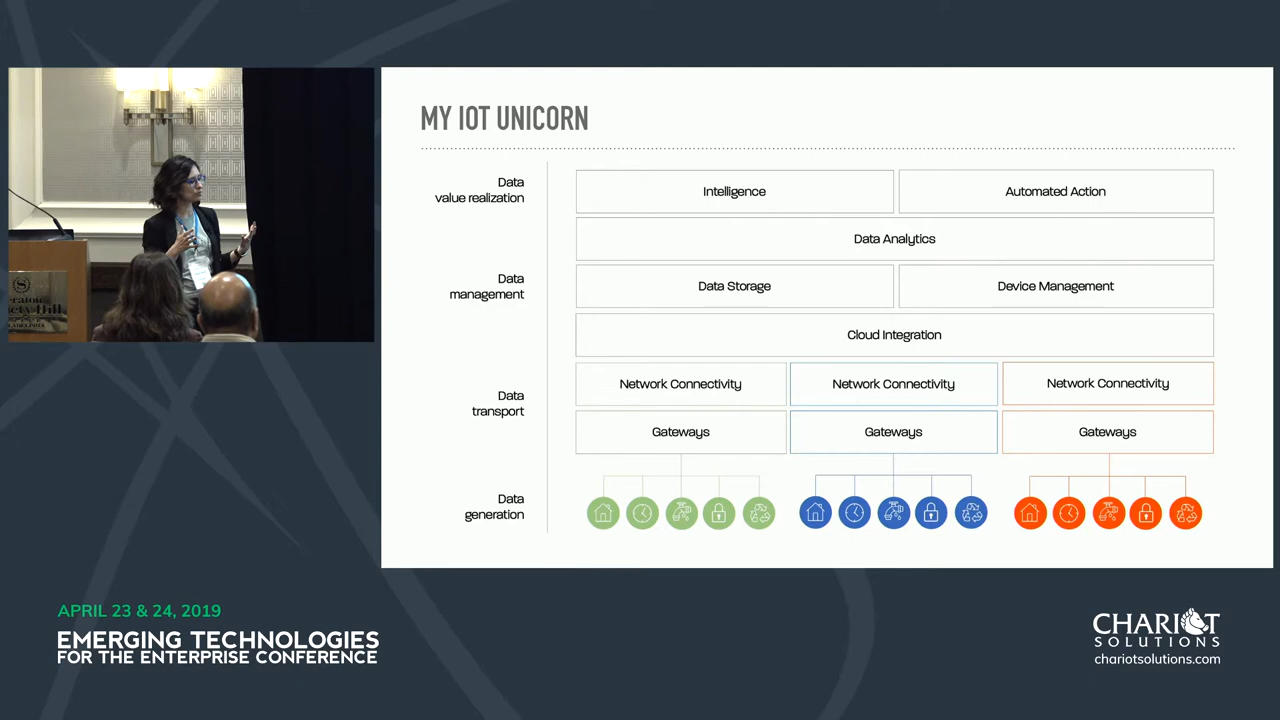 MY IOT UNICORN
Data
value realization
Intelligence
Automated Action
Data Analytics
Data
management
Data Storage
Device Management
Cloud Integration
Data
transport
Network Connectivity
Network Connectivity
Network Connectivity
Gateways
Gateways
Gateways
Data
generation
APRIL 23 & 24, 2019
EMERGING TECHNOLOGIES
FOR THE ENTERPRISE CONFERENCE
CHARIOT
SOLUTIONS
chariotsolutions.com